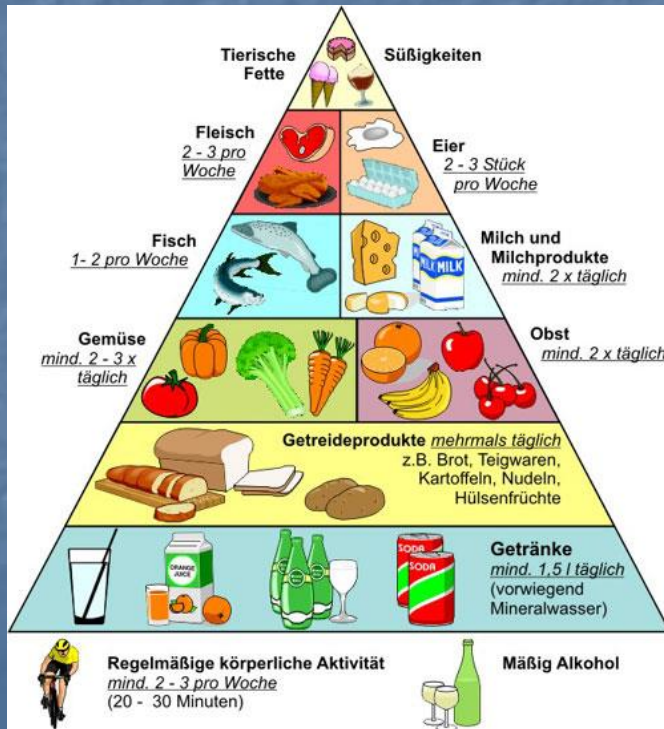 Tierische
Fette
Süßigkeiten
Fleisch
2 - 3 pro
Woche
Eier
2 - 3 Stück
pro Woche
Fisch
1- 2 pro Woche
Milch und
Milchprodukte
mind. 2 x täglich
MILK
MILK
Gemüse
mind. 2 - 3 x
täglich
Obst
mind. 2 x täglich
Getreideprodukte mehrmals täglich
z.B. Brot, Teigwaren,
Kartoffeln, Nudeln,
Hülsenfrüchte
ORANGE
JUICE
SODA
SODA
Getränke
mind. 1,5 l täglich
(vorwiegend
Mineralwasser)
Regelmäßige körperliche Aktivität
mind. 2 - 3 pro Woche
(20 - 30 Minuten)
Mäßig Alkohol